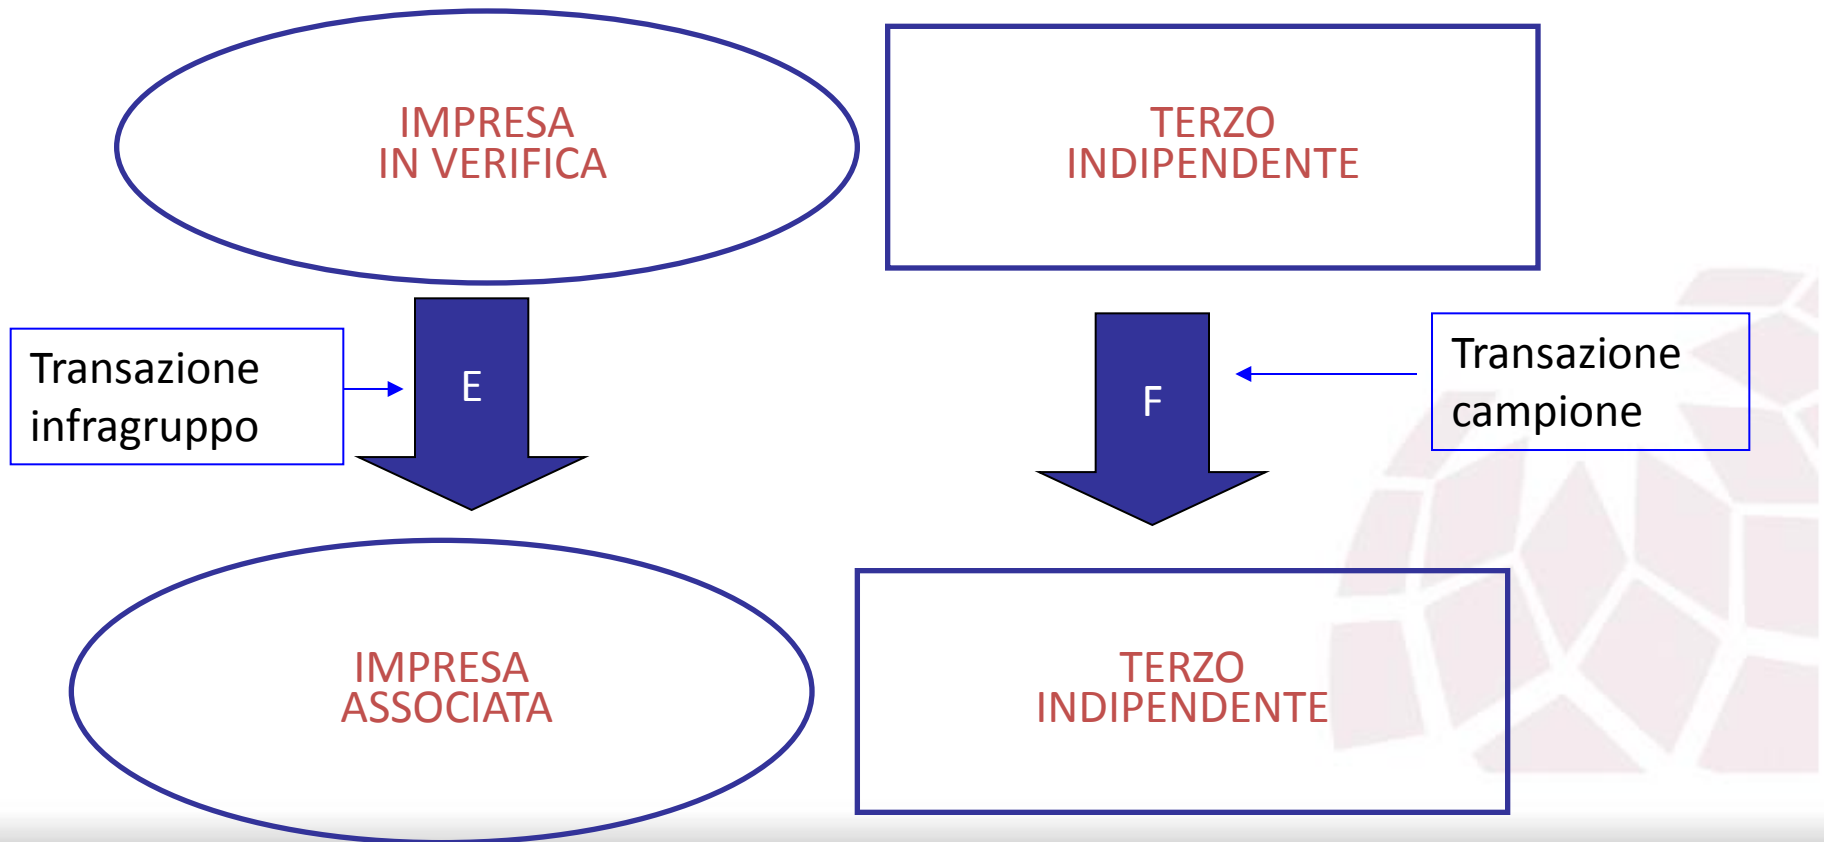 IMPRESA
IN VERIFICA
TERZO
INDIPENDENTE
Transazione
infragruppo
E
F
Transazione
campione
IMPRESA
ASSOCIATA
TERZO
INDIPENDENTE